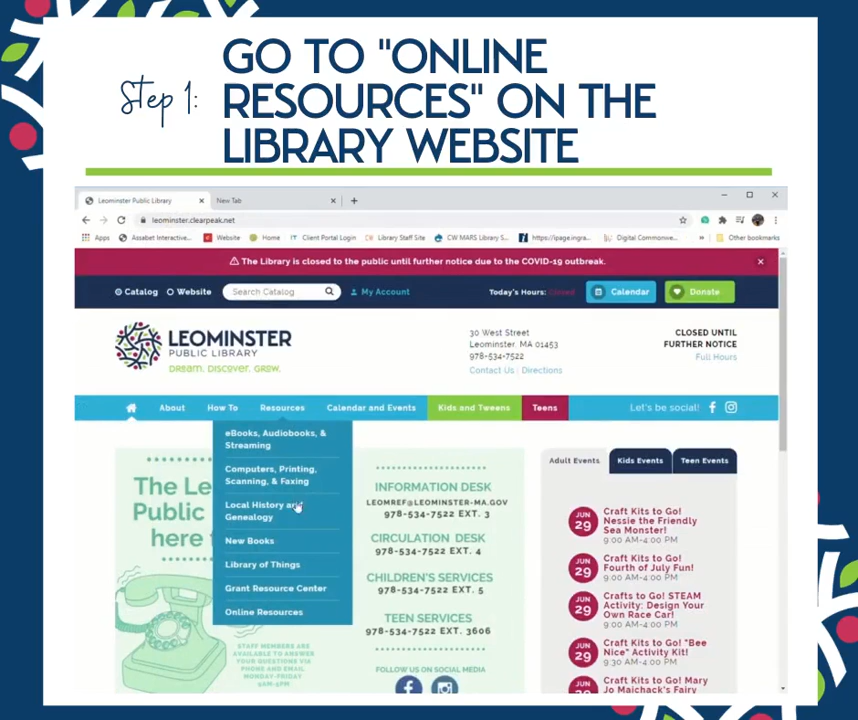 Step 1:
GO TO "ONLINE
RESOURCES" ON THE
LIBRARY WEBSITE
Leominster Public Library
New Tab
leominster.clearpeak.net
Apps
Assabet Interactive...
Website
Home
Client Portal Login
Library Staff Site
CW MARS Library S...
https://ipage.ingra...
Digital Commonwe...
Other bookmarks
The Library is closed to the public until further notice due to the COVID-19 outbreak.
Catalog
Website
Search Catalog
My Account
Today's Hours: Closed
Calendar
Donate
LEOMINSTER
PUBLIC LIBRARY
DREAM. DISCOVER. GROW.
30 West Street
Leominster, MA 01453
978-534-7522
Contact Us | Directions
CLOSED UNTIL
FURTHER NOTICE
Full Hours
About
How To
Resources
Calendar and Events
Kids and Tweens
Teens
Let's be social!
eBooks, Audiobooks, &
Streaming
Computers, Printing,
Scanning, & Faxing
Local History and
Genealogy
New Books
Library of Things
Grant Resource Center
Online Resources
The Le
Public
here
STAFF MEMBERS ARE
AVAILABLE TO ANSWER
YOUR QUESTIONS VIA
PHONE AND EMAIL
MONDAY-FRIDAY
9AM-5PM
INFORMATION DESK
LEOMREF@LEOMINSTER-MA.GOV
978-534-7522 EXT. 3
CIRCULATION DESK
978-534-7522 EXT. 4
CHILDREN'S SERVICES
978-534-7522 EXT. 5
TEEN SERVICES
978-534-7522 EXT. 3606
FOLLOW US ON SOCIAL MEDIA
Adult Events
Kids Events
Teen Events
JUN
29
Craft Kits to Go!
Nessie the Friendly
Sea Monster!
9:00 AM-4:00 PM
JUN
29
Craft Kits to Go!
Fourth of July Fun!
9:00 AM-4:00 PM
JUN
29
Crafts to Go! STEAM
Activity: Design Your
Own Race Car!
9:00 AM-4:00 PM
JUN
29
Craft Kits to Go! "Bee
Nice" Activity Kit!
9:30 AM-4:00 PM
JUN
Craft Kits to Go! Mary
Jo Maichack's Fairy